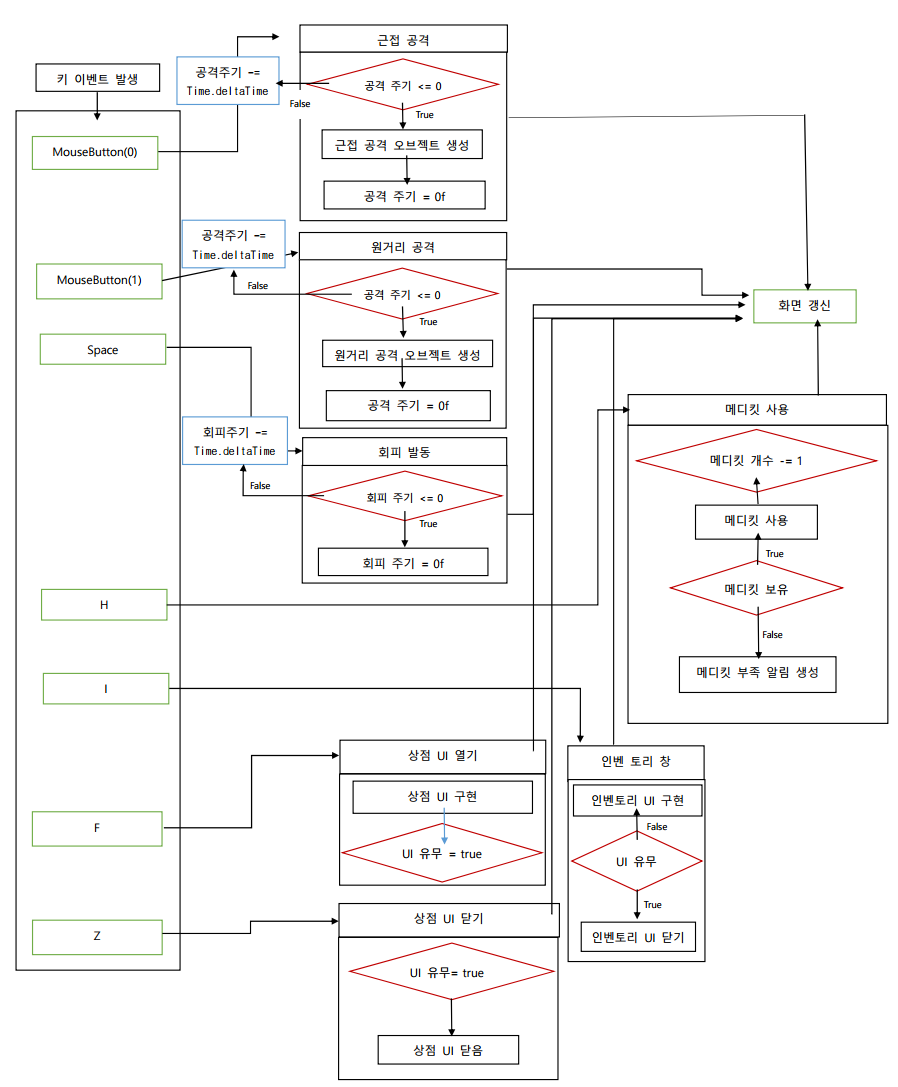 키 이벤트 발생
MouseButton(0)
MouseButton(1)
Space
H
I
F
Z
공격주기 -=
Time.deltaTime
근접 공격
공격 주기 <= 0
False
True
근접 공격 오브젝트 생성
공격 주기 = 0f
공격주기 -=
Time.deltaTime
원거리 공격
공격 주기 <= 0
False
True
원거리 공격 오브젝트 생성
공격 주기 = 0f
회피주기 -=
Time.deltaTime
회피 발동
회피 주기 <= 0
False
True
회피 주기 = 0f
화면 갱신
메디킷 사용
메디킷 개수 -= 1
메디킷 사용
True
메디킷 보유
False
메디킷 부족 알림 생성
상점 UI 열기
상점 UI 구현
UI 유무 = true
인벤 토리 창
인벤토리 UI 구현
False
UI 유무
True
인벤토리 UI 닫기
상점 UI 닫기
UI 유무= true
상점 UI 닫음